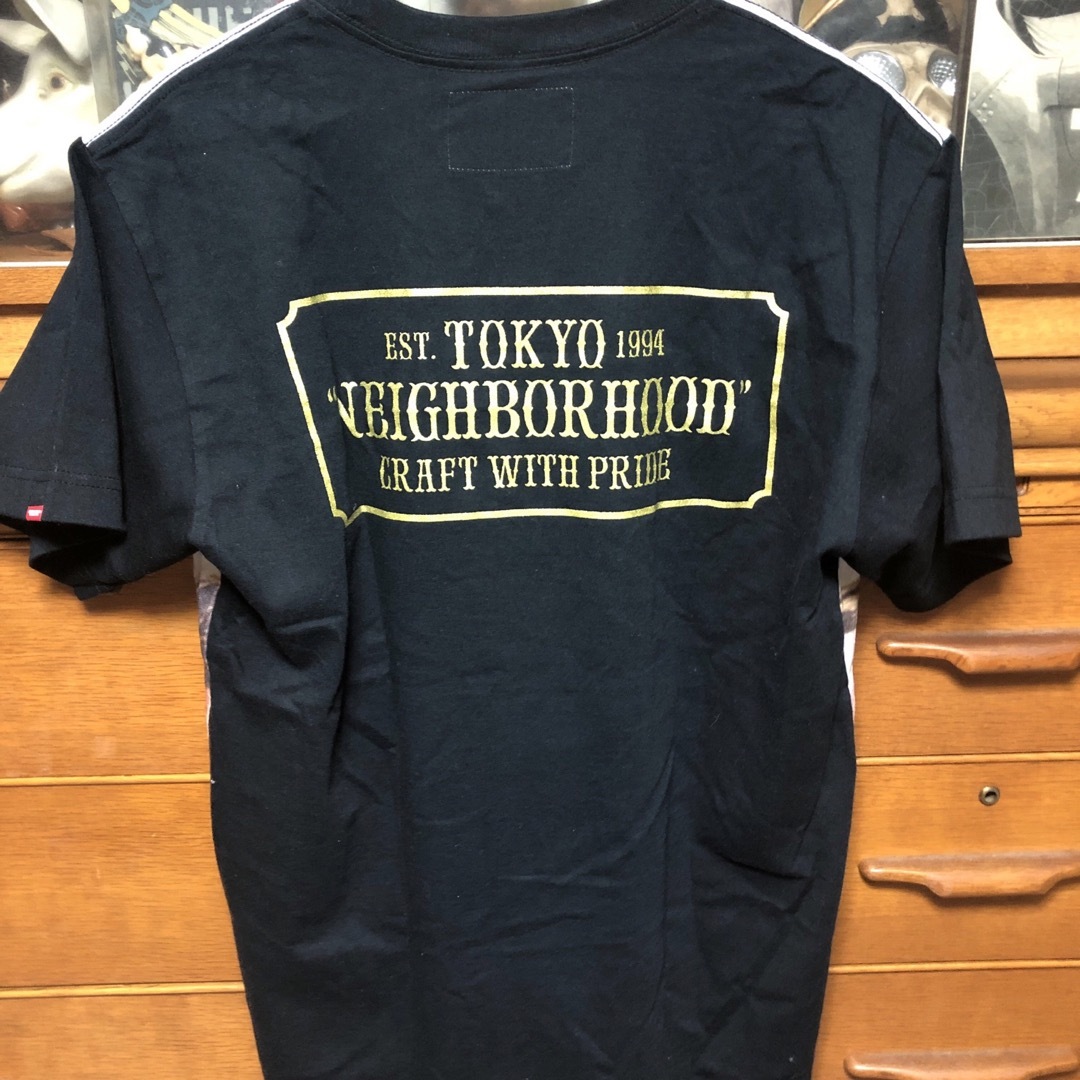 EST. TOKYO 1994
"NEIGHBORHOOD"
CRAFT WITH PRIDE